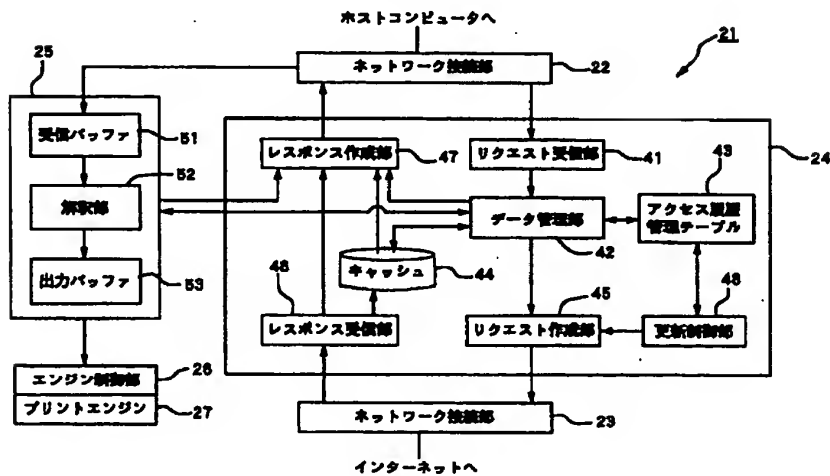 ホストコンピュータへ
21
25
ネットワーク接続部
22
受信バッファ
51
レスポンス作成部
47
リクエスト受信部
41
43
24
52
解釈部
データ管理部
42
アクセス履歴
管理テーブル
キャッシュ
44
出力バッファ
53
48
45
48
レスポンス受信部
リクエスト作成部
更新制御部
エンジン制御部
26
プリントエンジン
27
ネットワーク接続部
23
インターネットへ